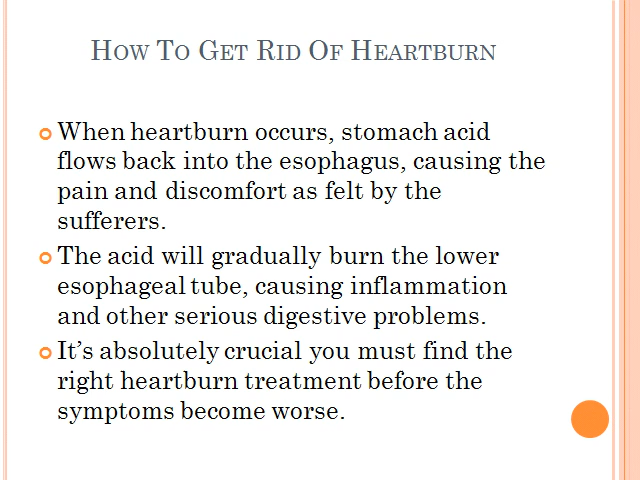 How To Get Rid Of Heartburn
When heartburn occurs, stomach acid
flows back into the esophagus, causing the
pain and discomfort as felt by the
sufferers.
The acid will gradually burn the lower
esophageal tube, causing inflammation
and other serious digestive problems.
It’s absolutely crucial you must find the
right heartburn treatment before the
symptoms become worse.